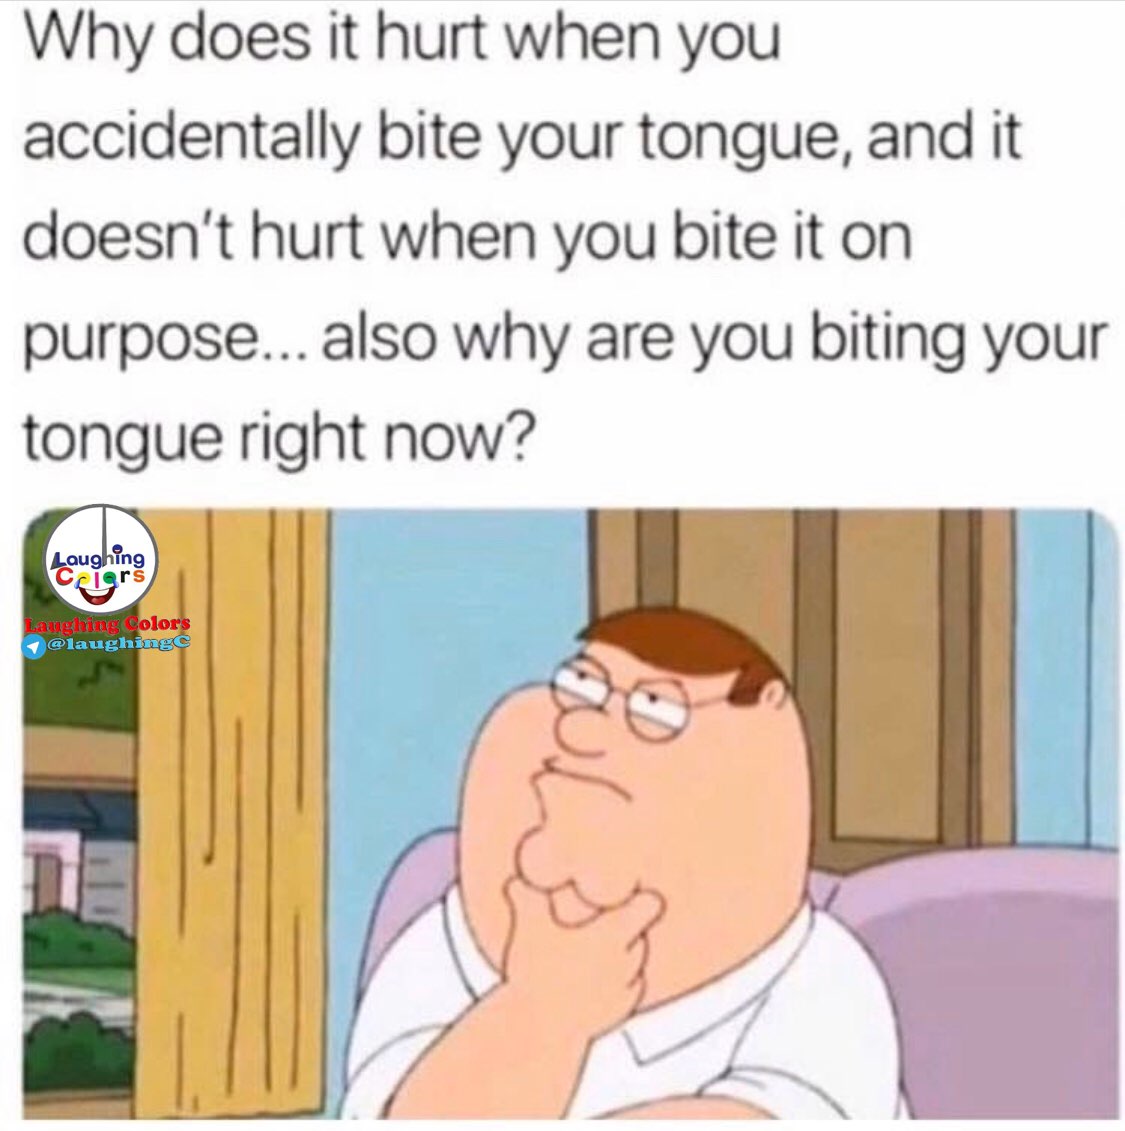 Why does it hurt when you
accidentally bite your tongue, and it
doesn't hurt when you bite it on
purpose... also why are you biting your
tongue right now?
Laughing
Colors
Laughing Colors
@laughingC